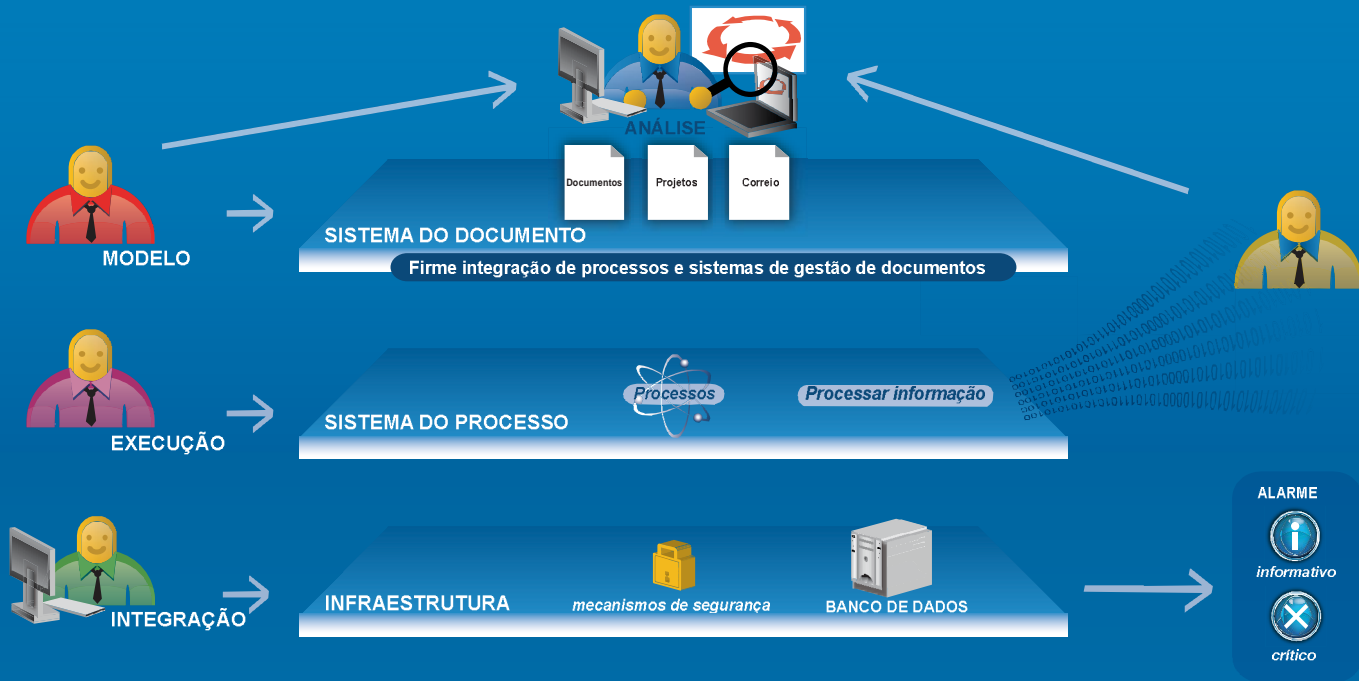 ANÁLISE
Documentos
Projetos
Correio
SISTEMA DO DOCUMENTO
MODELO
Firme integração de processos e sistemas de gestão de documentos
Processos
Processar informação
SISTEMA DO PROCESSO
EXECUÇÃO
ALARME
informativo
INFRAESTRUTURA
mecanismos de segurança
BANCO DE DADOS
INTEGRAÇÃO
crítico